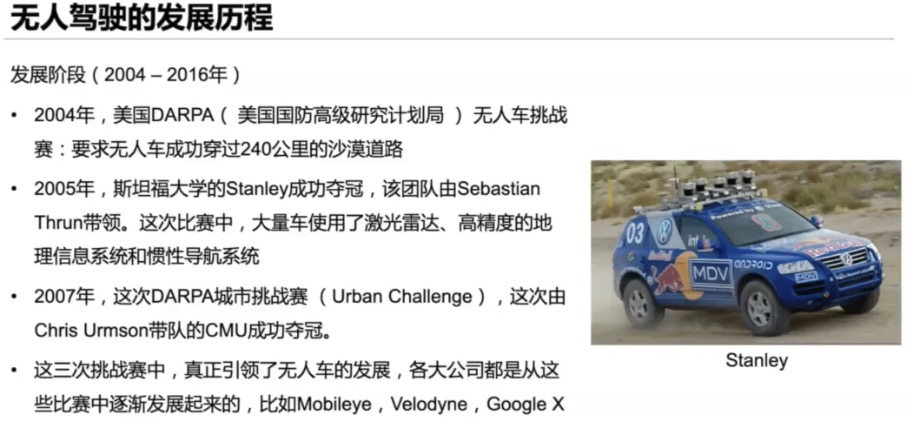 无人驾驶的发展历程
发展阶段（2004 – 2016年）
• 2004年，美国DARPA（ 美国国防高级研究计划局 ）无人车挑战
赛：要求无人车成功穿过240公里的沙漠道路
• 2005年，斯坦福大学的Stanley成功夺冠，该团队由Sebastian
Thrun带领。这次比赛中，大量车使用了激光雷达、高精度的地
理信息系统和惯性导航系统
• 2007年，这次DARPA城市挑战赛 （ Urban Challenge ），这次由
Chris Urmson带队的CMU成功夺冠。
• 这三次挑战赛中，真正引领了无人车的发展，各大公司都是从这
些比赛中逐渐发展起来的，比如Mobileye，Velodyne，Google X
03
MDV
ANDROID
Red Bull
MDV
Stanley